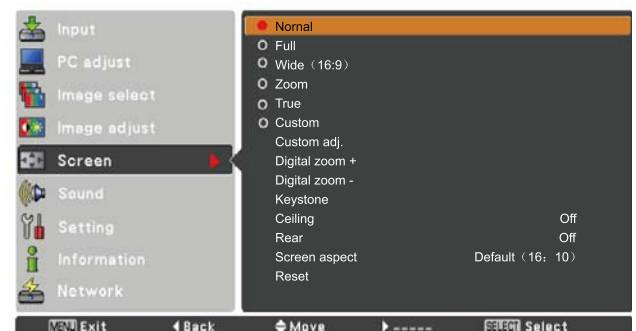 Input
PC adjust
Image select
Image adjust
Screen
Sound
Setting
Information
Network
Nornal
Full
Wide（16:9）
Zoom
True
Custom
Custom adj.
Digital zoom +
Digital zoom -
Keystone
Ceiling Off
Rear Off
Screen aspect Default（16：10）
Reset
MENU Exit Back Move ----- SELECT Select